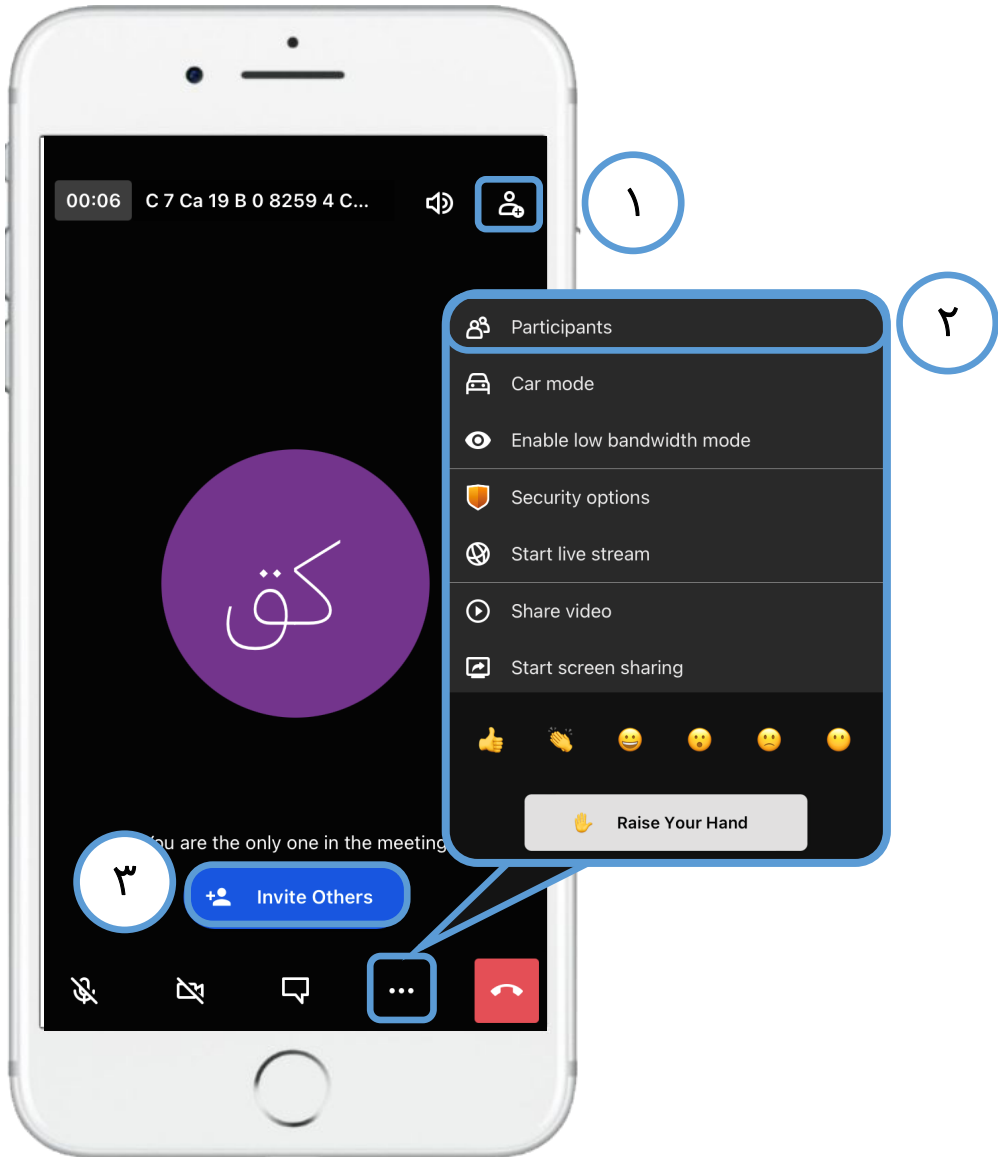 00:06 C 7 Ca 19 B 0 8259 4 C...
١
Participants
٢
Car mode
Enable low bandwidth mode
Security options
Start live stream
كق
Share video
Start screen sharing
Raise Your Hand
ou are the only one in the meeting
٣
Invite Others